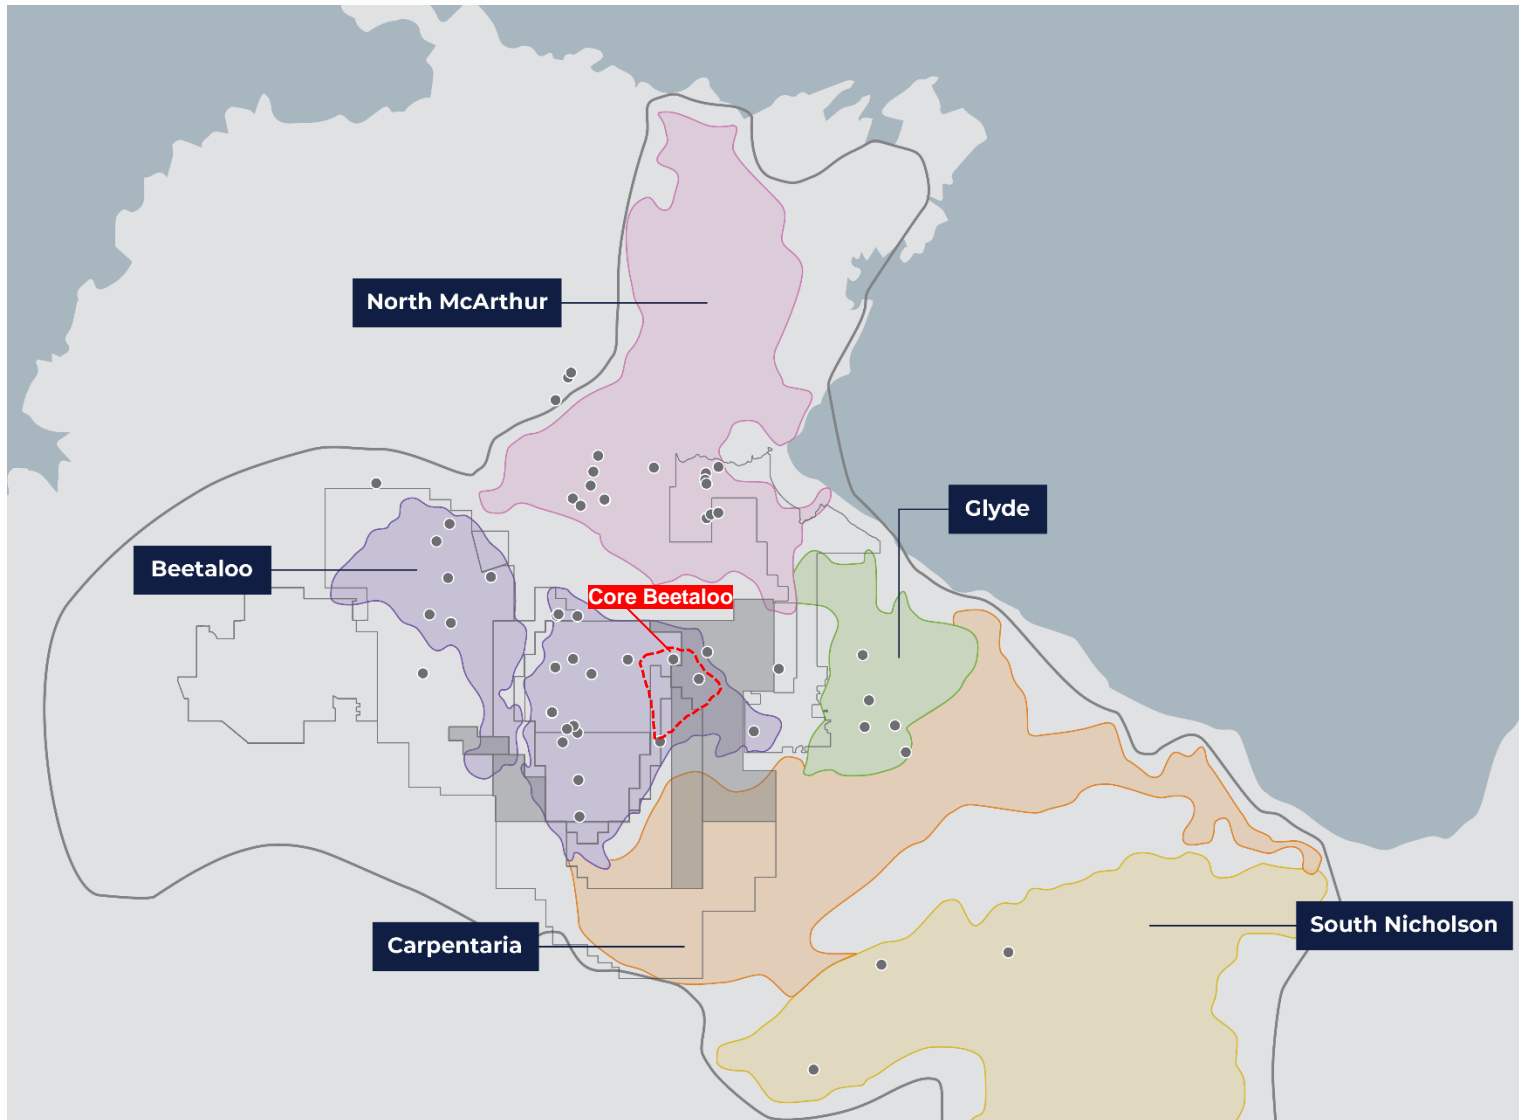 North McArthur
Glyde
Beetaloo
Core Beetaloo
Carpentaria
South Nicholson